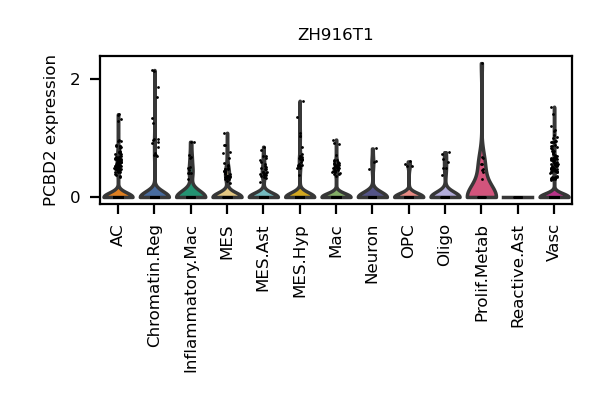 ZH916T1
PCBD2 expression
2
0
AC
Chromatin.Reg
Inflammatory.Mac
MES
MES.Ast
MES.Hyp
Mac
Neuron
OPC
Oligo
Prolif.Metab
Reactive.Ast
Vasc